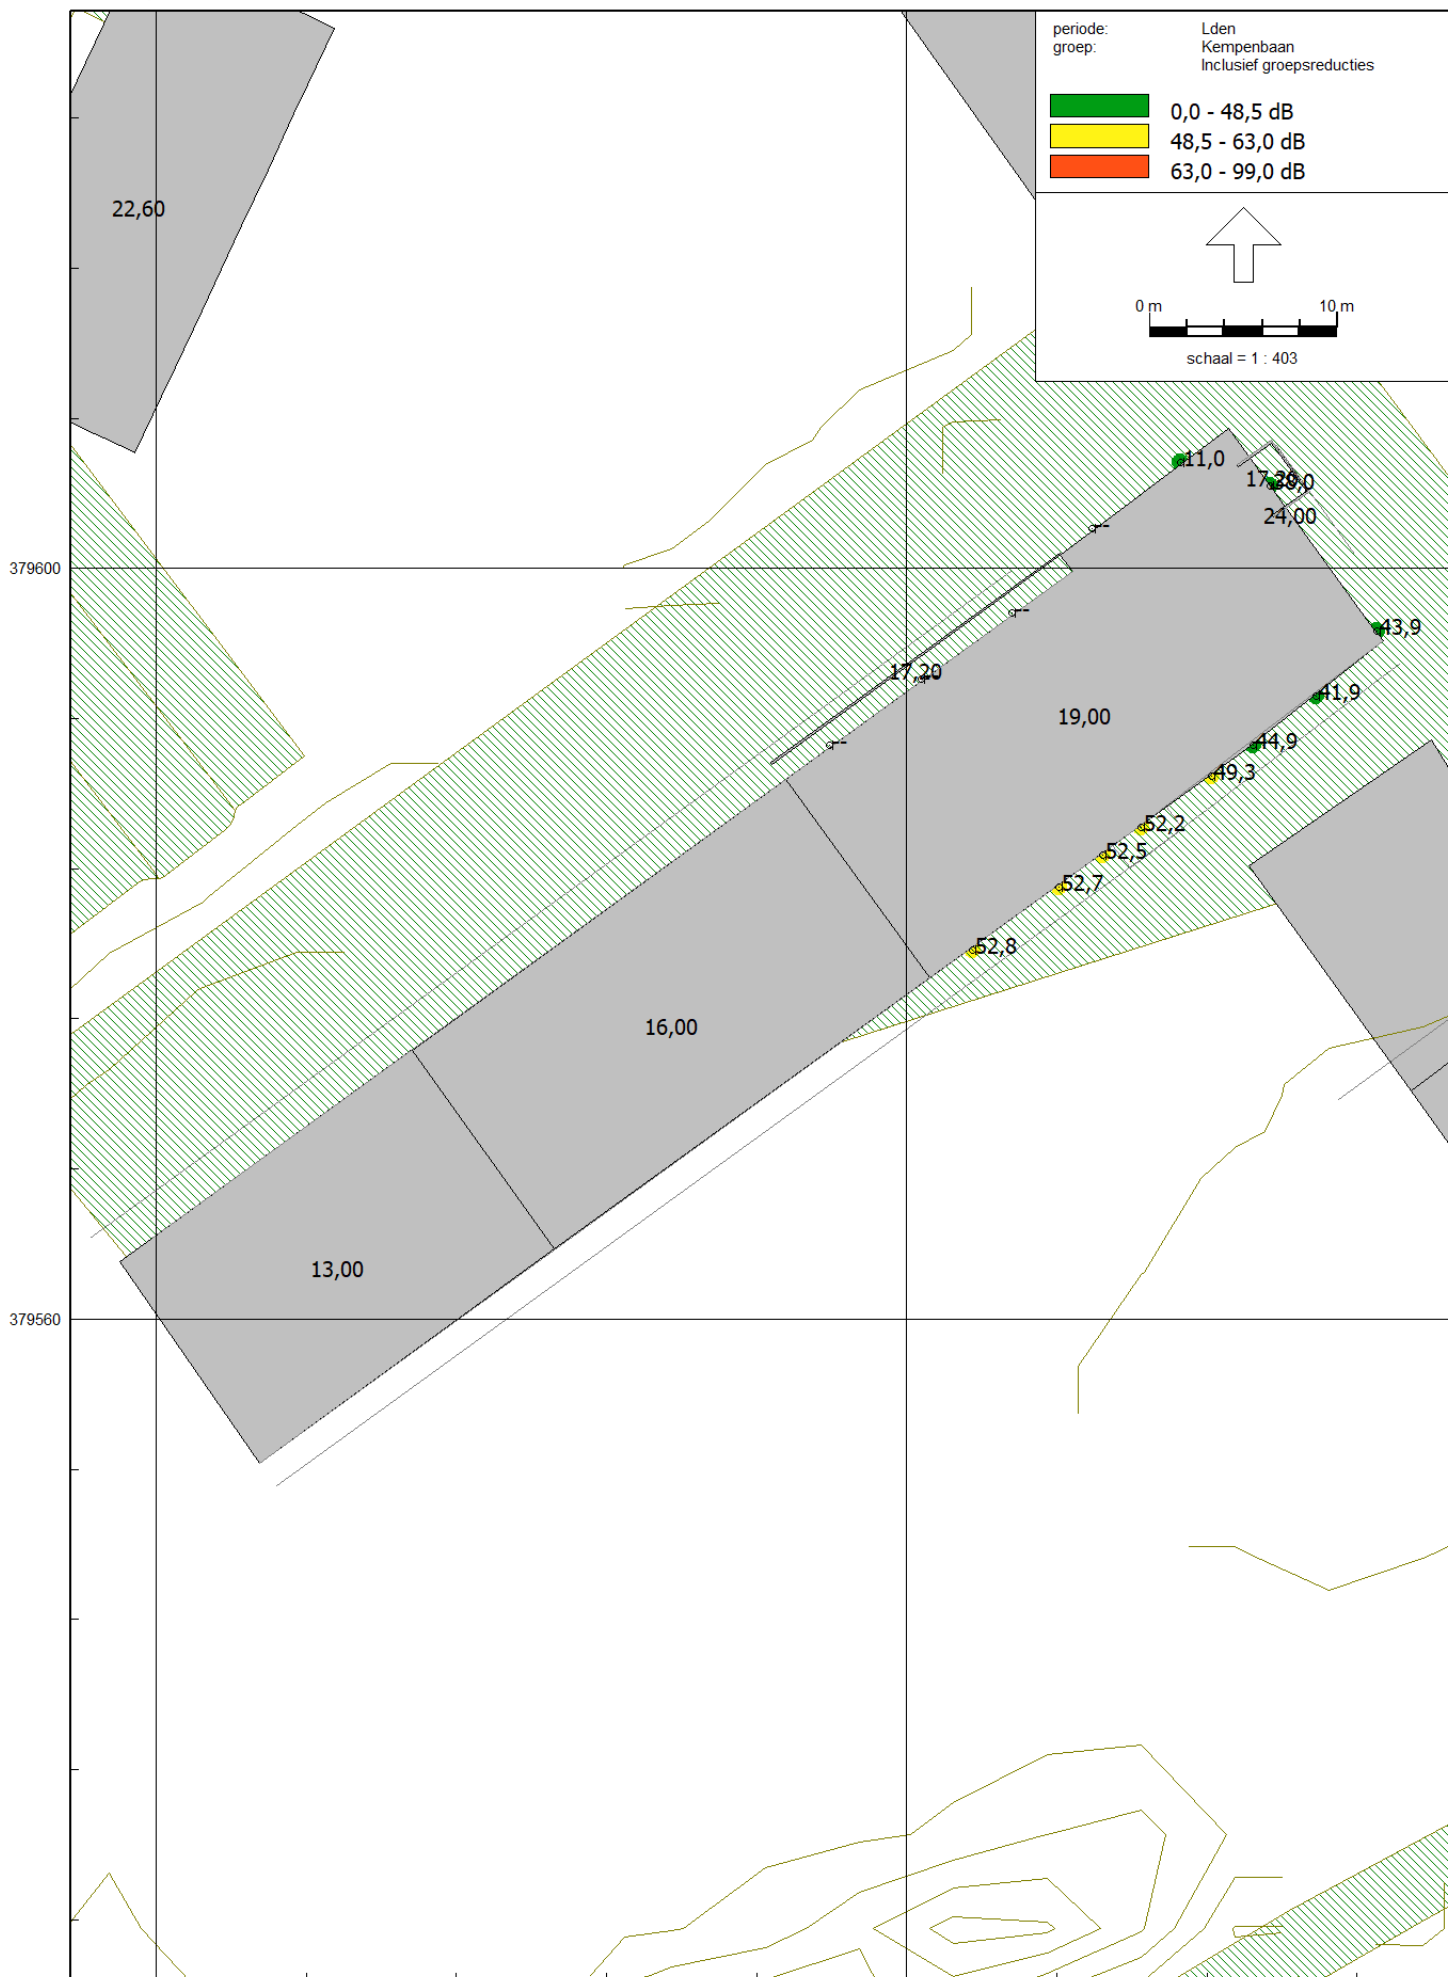 periode: Lden
groep: Kempenbaan
Inclusief groepsreducties
0,0 - 48,5 dB
48,5 - 63,0 dB
63,0 - 99,0 dB
0 m 10 m
schaal = 1 : 403
22,60
11,0
24,00
--
379600
--
43,9
17,20
--
41,9
19,00
--
44,9
49,3
52,2
52,5
52,7
52,8
16,00
13,00
379560